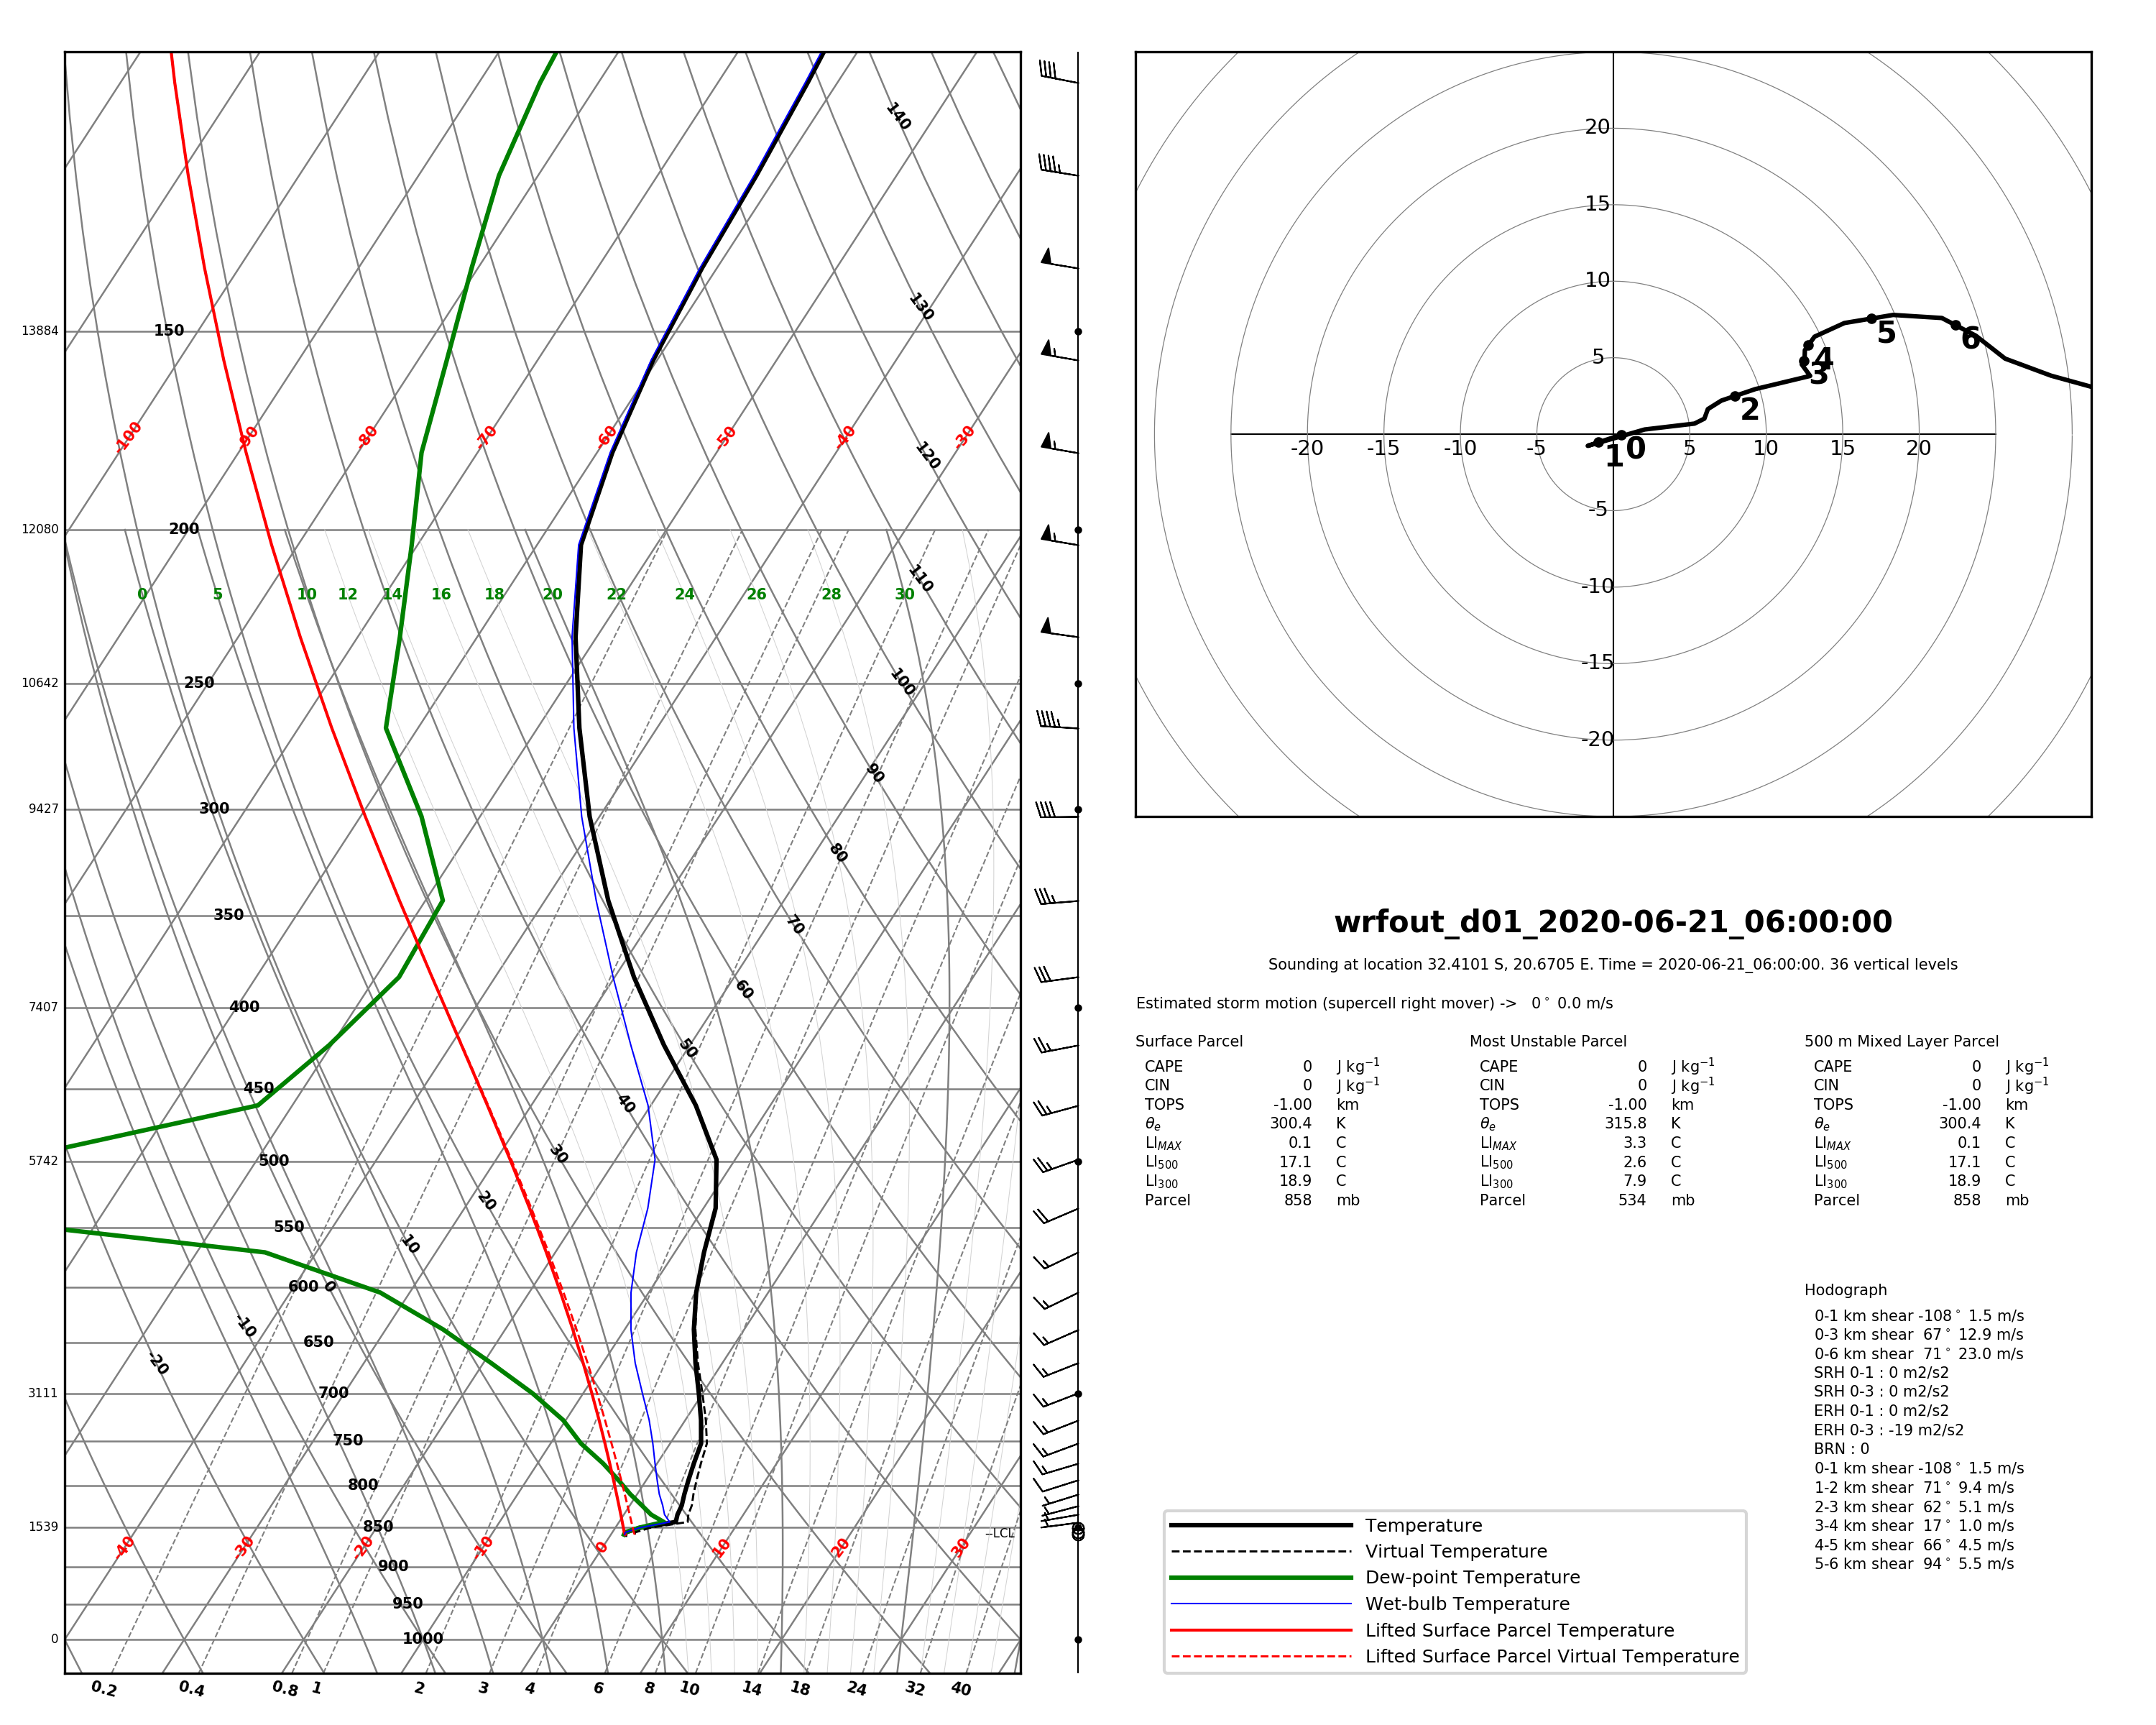 140
130
13884
150
-100
-90
-80
-70
-60
-50
-40
-30
120
12080
200
110
0
5
10
12
14
16
18
20
22
24
26
28
30
10642
250
100
90
9427
300
80
350
70
60
7407
400
50
450
40
5742
500
30
20
550
10
600
0
-10
650
-20
3111
700
750
800
1539
850
--LCL
-40
-30
-20
-10
0
10
20
30
900
950
0
1000
0.2
0.4
0.8
1
2
3
4
6
8
10
14
18
24
32
40
20
15
10
5
-5
-10
-15
-20
-20
-15
-10
-5
5
10
15
20
0
1
2
3
4
5
6
wrfout_d01_2020-06-21_06:00:00
Sounding at location 32.4101 S, 20.6705 E. Time = 2020-06-21_06:00:00. 36 vertical levels
Estimated storm motion (supercell right mover) -> 0° 0.0 m/s
Surface Parcel
CAPE 0 J kg⁻¹
CIN 0 J kg⁻¹
TOPS -1.00 km
θₑ 300.4 K
LI_MAX 0.1 C
LI₅₀₀ 17.1 C
LI₃₀₀ 18.9 C
Parcel 858 mb
Most Unstable Parcel
CAPE 0 J kg⁻¹
CIN 0 J kg⁻¹
TOPS -1.00 km
θₑ 315.8 K
LI_MAX 3.3 C
LI₅₀₀ 2.6 C
LI₃₀₀ 7.9 C
Parcel 534 mb
500 m Mixed Layer Parcel
CAPE 0 J kg⁻¹
CIN 0 J kg⁻¹
TOPS -1.00 km
θₑ 300.4 K
LI_MAX 0.1 C
LI₅₀₀ 17.1 C
LI₃₀₀ 18.9 C
Parcel 858 mb
Hodograph
0-1 km shear -108° 1.5 m/s
0-3 km shear 67° 12.9 m/s
0-6 km shear 71° 23.0 m/s
SRH 0-1 : 0 m2/s2
SRH 0-3 : 0 m2/s2
ERH 0-1 : 0 m2/s2
ERH 0-3 : -19 m2/s2
BRN : 0
0-1 km shear -108° 1.5 m/s
1-2 km shear 71° 9.4 m/s
2-3 km shear 62° 5.1 m/s
3-4 km shear 17° 1.0 m/s
4-5 km shear 66° 4.5 m/s
5-6 km shear 94° 5.5 m/s
Temperature
Virtual Temperature
Dew-point Temperature
Wet-bulb Temperature
Lifted Surface Parcel Temperature
Lifted Surface Parcel Virtual Temperature